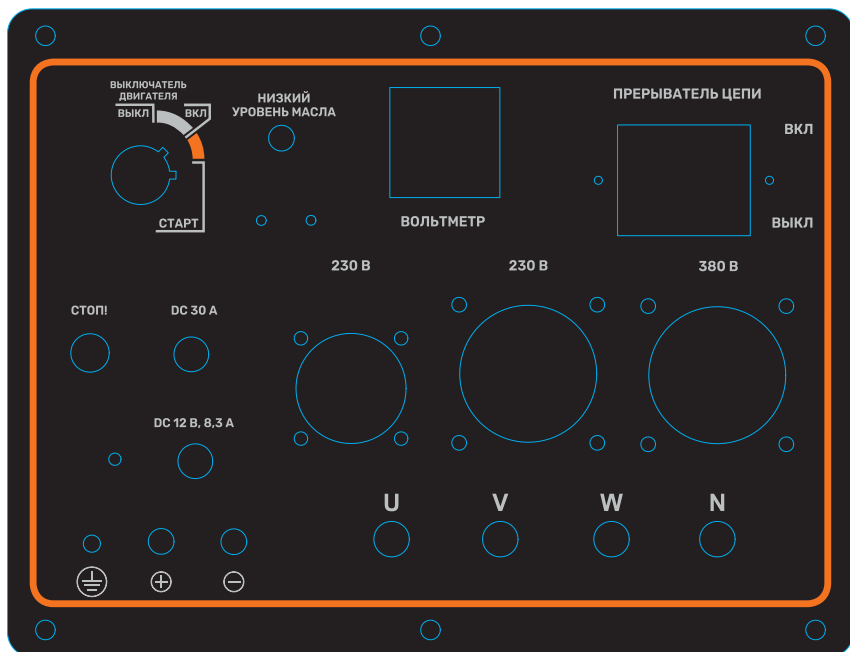 ВЫКЛЮЧАТЕЛЬ
ДВИГАТЕЛЯ
ВЫКЛ
ВКЛ
СТАРТ
НИЗКИЙ
УРОВЕНЬ МАСЛА
ВОЛЬТМЕТР
ПРЕРЫВАТЕЛЬ ЦЕПИ
ВКЛ
ВЫКЛ
230 В
230 В
380 В
СТОП!
DC 30 А
DC 12 В, 8,3 А
U
V
W
N